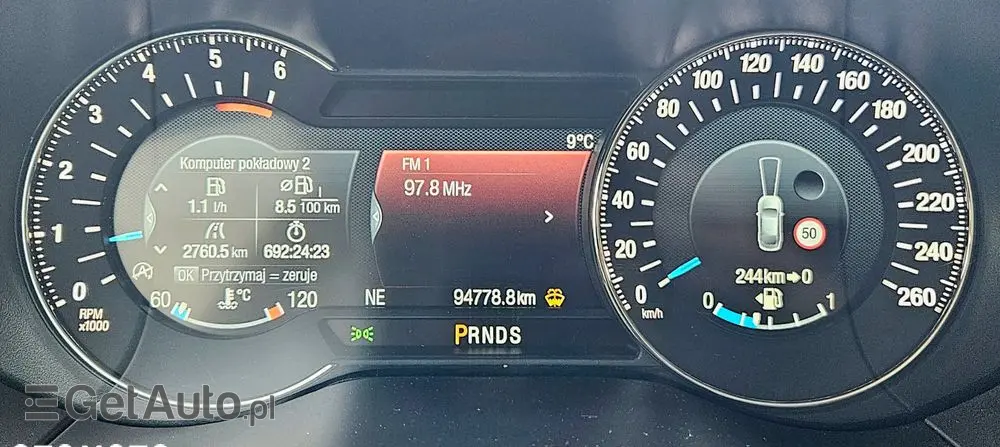 0 1 2 3 4 5 6
RPM
x1000
Komputer pokładowy 2
1.1 l/h
8.5 l/100 km
2760.5 km
692:24:23
OK Przytrzymaj = zeruje
60 °C 120
9°C
FM 1
97.8 MHz
NE 94778.8km
PRNDS
0 20 40 60 80 100 120 140 160 180 200 220 240 260
km/h
50
244km→0
0 1
GetAuto.pl